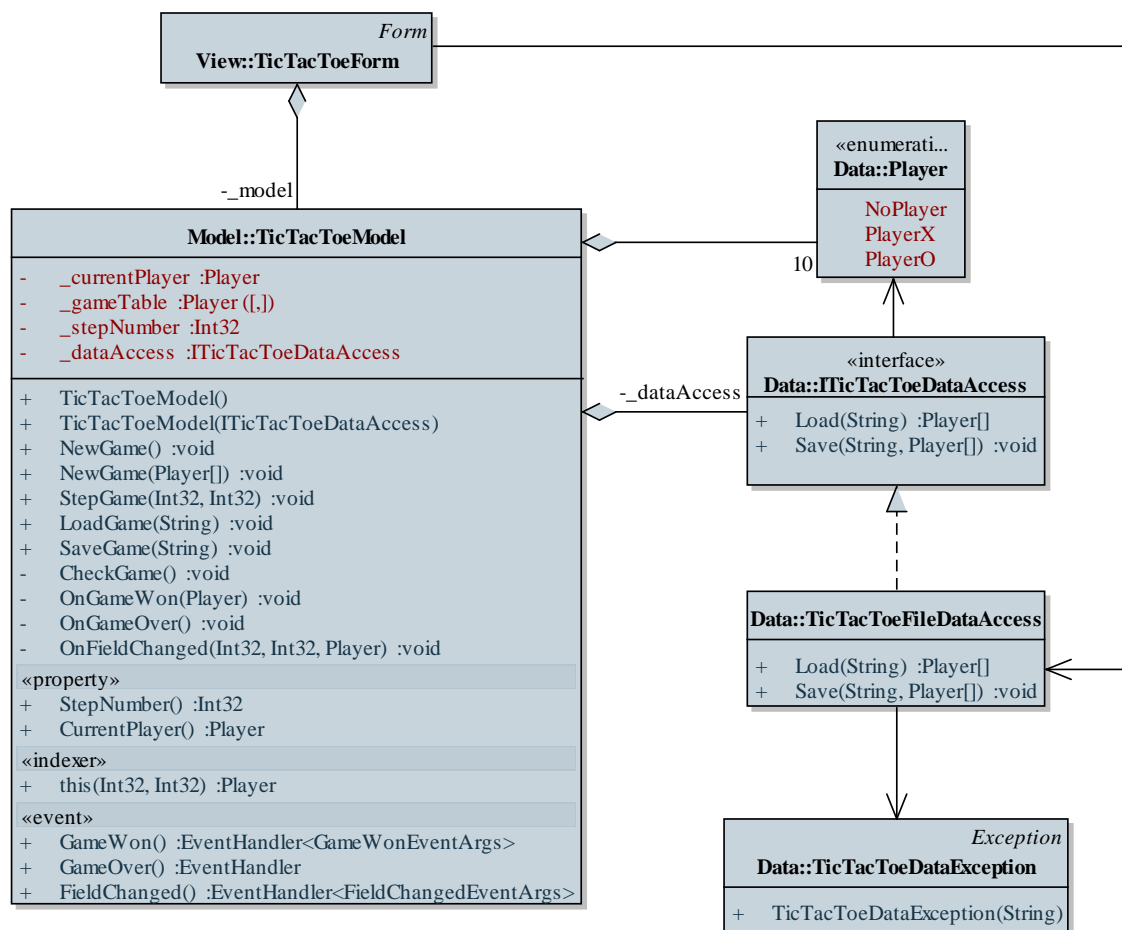 Form
View::TicTacToeForm
-_model
Model::TicTacToeModel
- _currentPlayer :Player
- _gameTable :Player ([,])
- _stepNumber :Int32
- _dataAccess :ITicTacToeDataAccess
+ TicTacToeModel()
+ TicTacToeModel(ITicTacToeDataAccess)
+ NewGame() :void
+ NewGame(Player[]) :void
+ StepGame(Int32, Int32) :void
+ LoadGame(String) :void
+ SaveGame(String) :void
- CheckGame() :void
- OnGameWon(Player) :void
- OnGameOver() :void
- OnFieldChanged(Int32, Int32, Player) :void
«property»
+ StepNumber() :Int32
+ CurrentPlayer() :Player
«indexer»
+ this(Int32, Int32) :Player
«event»
+ GameWon() :EventHandler<GameWonEventArgs>
+ GameOver() :EventHandler
+ FieldChanged() :EventHandler<FieldChangedEventArgs>
«enumerati...
Data::Player
NoPlayer
PlayerX
PlayerO
10
-_dataAccess
«interface»
Data::ITicTacToeDataAccess
+ Load(String) :Player[]
+ Save(String, Player[]) :void
Data::TicTacToeFileDataAccess
+ Load(String) :Player[]
+ Save(String, Player[]) :void
Exception
Data::TicTacToeDataException
+ TicTacToeDataException(String)